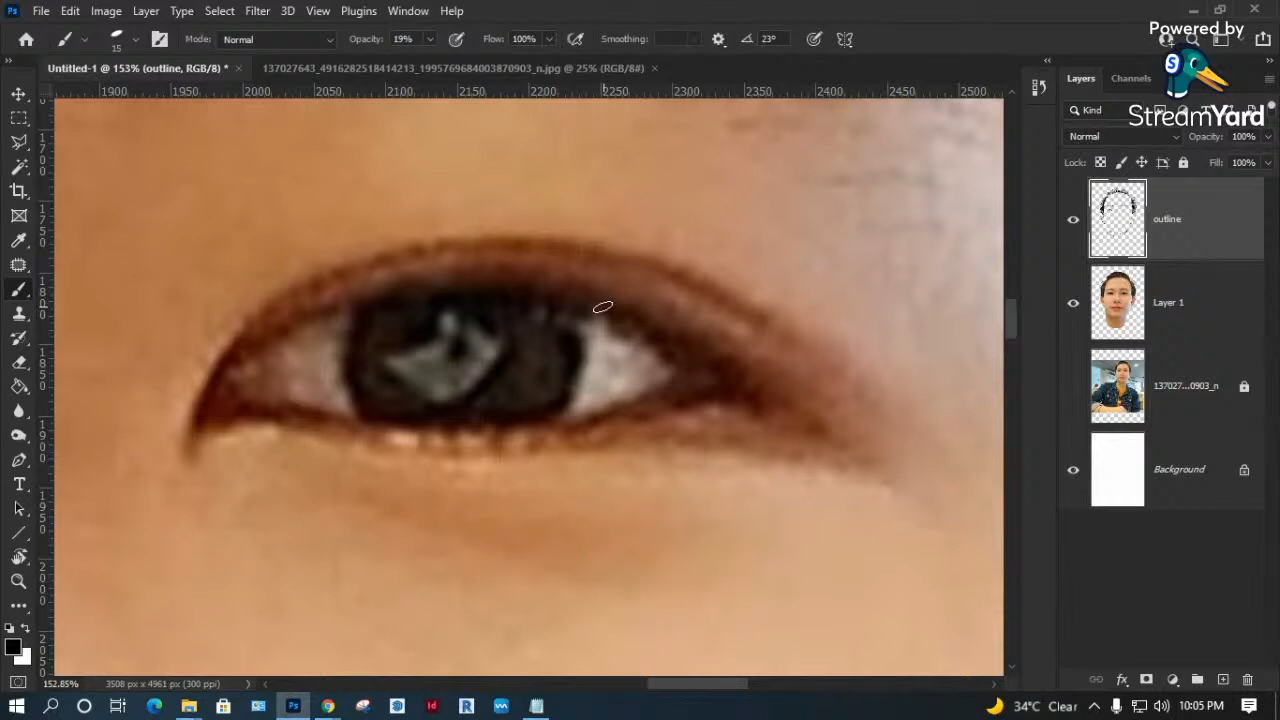 File Edit Image Layer Type Select Filter 3D View Plugins Window Help
Powered by
StreamYard
15 Mode: Normal Opacity: 19% Flow: 100% Smoothing: 23°
Untitled-1 @ 153% (outline, RGB/8) * 137027643_4916282518414213_1995769684003870903_n.jpg @ 25% (RGB/8#)
1900 1950 2000 2050 2100 2150 2200 2250 2300 2350 2400 2450 2500
Layers Channels
Kind
Normal Opacity: 100%
Lock: Fill: 100%
outline
Layer 1
137027...0903_n
Background
152.85% 3508 px x 4961 px (300 ppi)
34°C Clear 10:05 PM